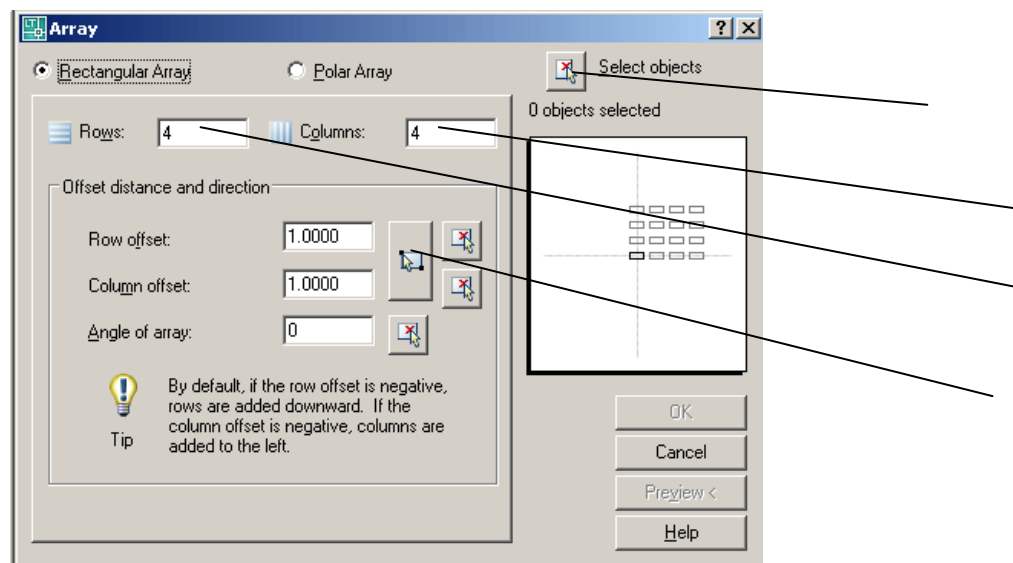 LT Array ? X
Rectangular Array Polar Array Select objects
0 objects selected
Rows: 4 Columns: 4
Offset distance and direction
Row offset: 1.0000
Column offset: 1.0000
Angle of array: 0
By default, if the row offset is negative,
rows are added downward. If the
column offset is negative, columns are
added to the left.
Tip
OK
Cancel
Preview <
Help